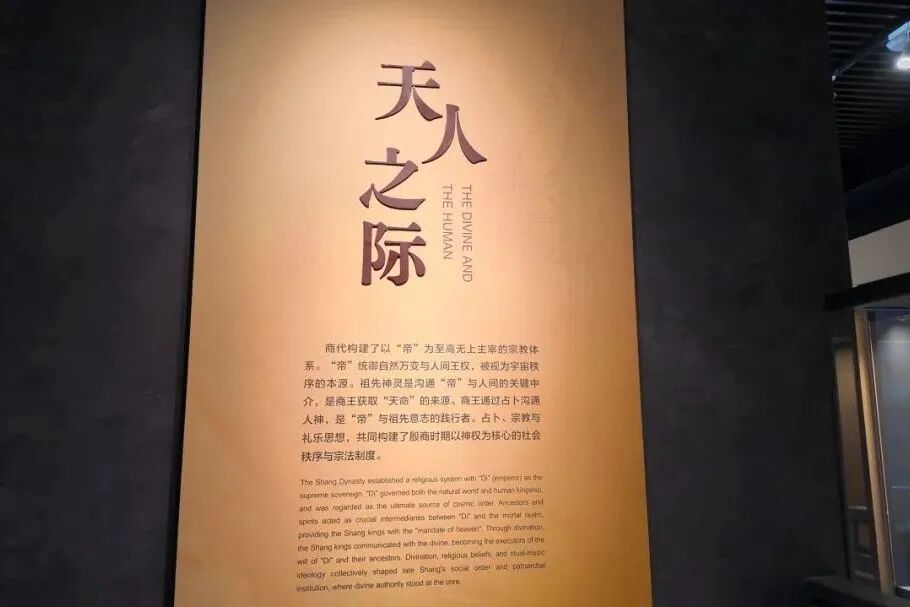 天人之际
THE DIVINE AND
THE HUMAN
商代构建了以“帝”为至高无上主宰的宗教体
系。“帝”统御自然万变与人间王权，被视为宇宙秩
序的本源。祖先神灵是沟通“帝”与人间的关键中
介，是商王获取“天命”的来源。商王通过占卜沟通
人神，是“帝”与祖先意志的践行者。占卜、宗教与
礼乐思想，共同构建了殷商时期以神权为核心的社会
秩序与宗法制度。
The Shang Dynasty established a religious system with "Di" (emperor) as the
supreme sovereign. "Di" governed both the natural world and human kingship,
and was regarded as the ultimate source of cosmic order. Ancestors and
spirits acted as crucial intermediaries between "Di" and the mortal realm,
providing the Shang kings with the "mandate of heaven". Through divination,
the Shang kings communicated with the divine, becoming the executors of the
will of "Di" and their ancestors. Divination, religious beliefs, and ritual-music
ideology collectively shaped late Shang's social order and patriarchal
institution, where divine authority stood at the core.